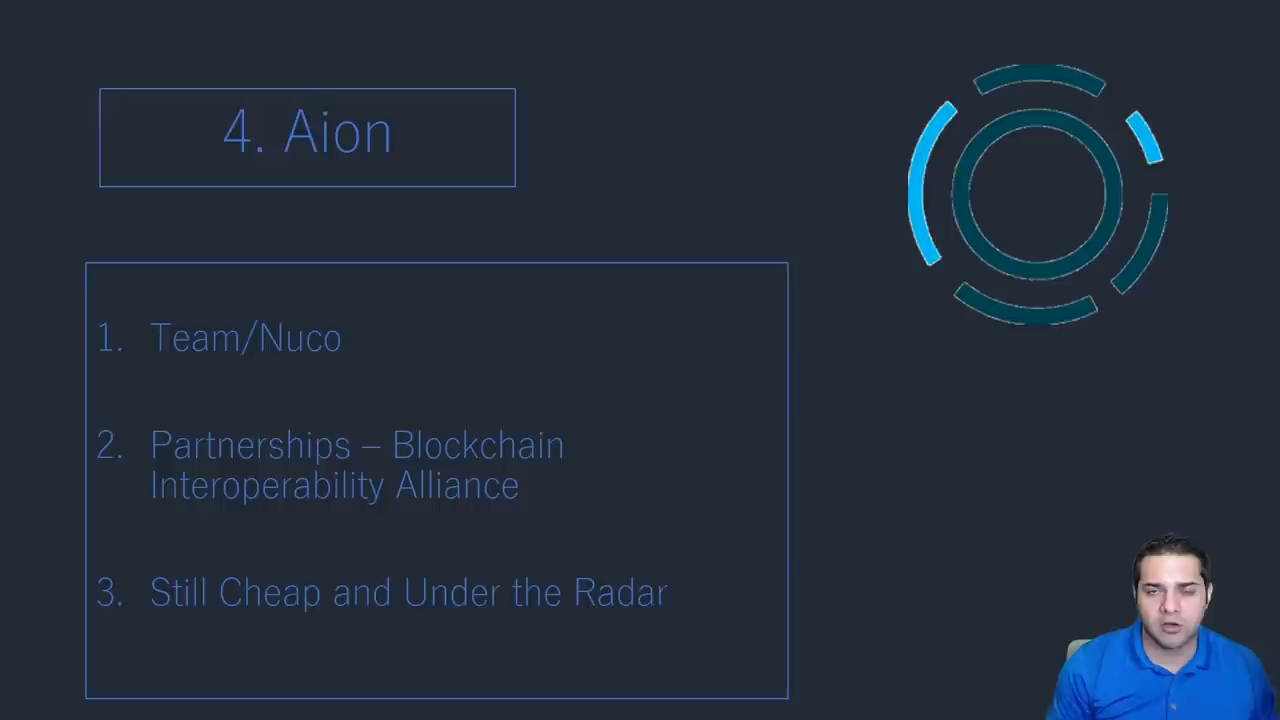 4. Aion
1. Team/Nuco
2. Partnerships – Blockchain
Interoperability Alliance
3. Still Cheap and Under the Radar